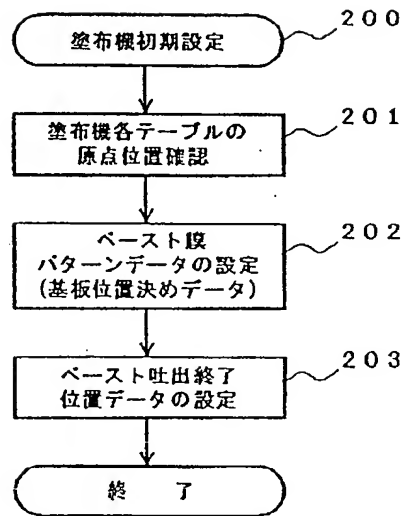 塗布機初期設定
200
塗布機各テーブルの
原点位置確認
201
ペースト膜
パターンデータの設定
(基板位置決めデータ)
202
ペースト吐出終了
位置データの設定
203
終 了